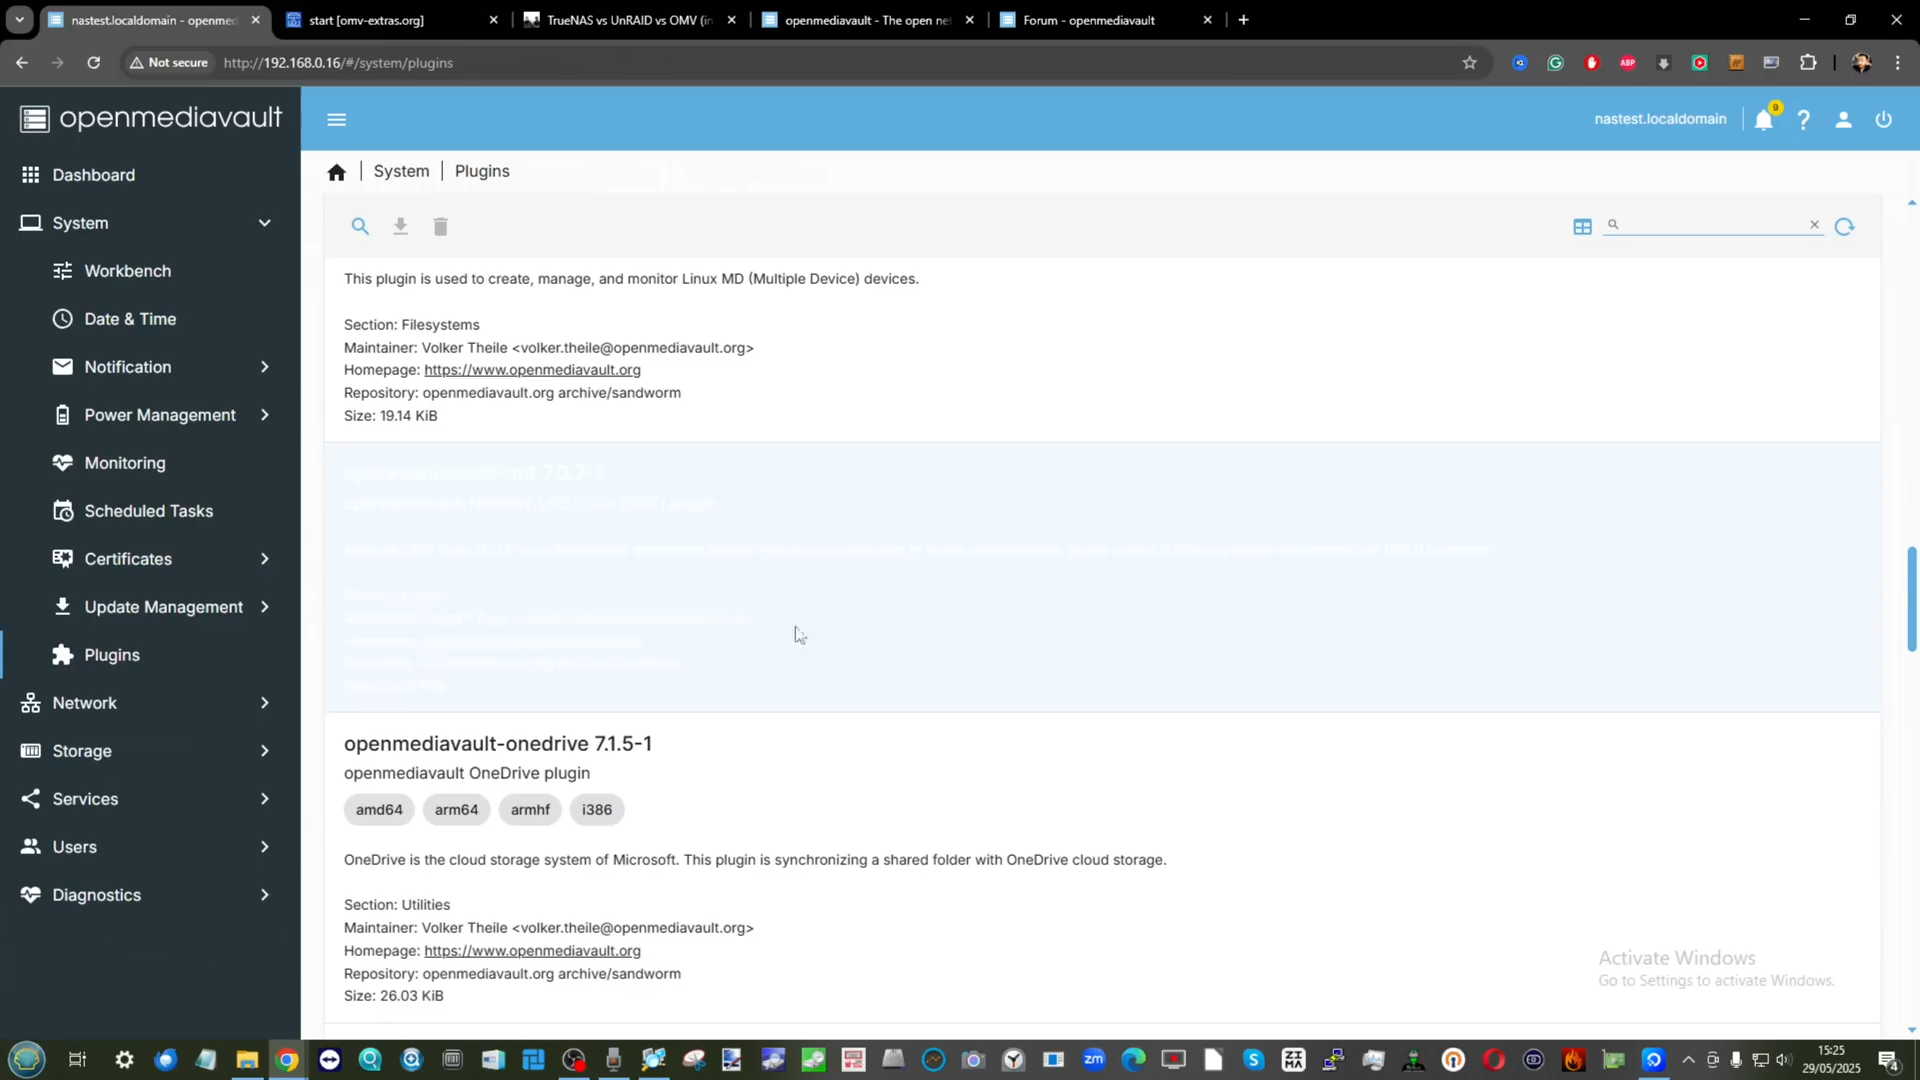 nastest.localdomain - openmed
start [omv-extras.org]
TrueNAS vs UnRAID vs OMV (in
openmediavault - The open ne
Forum - openmediavault
Not secure
http://192.168.0.16/#/system/plugins
ABP
openmediavault
nastest.localdomain
9
Dashboard
System
Workbench
Date & Time
Notification
Power Management
Monitoring
Scheduled Tasks
Certificates
Update Management
Plugins
Network
Storage
Services
Users
Diagnostics
System
Plugins
This plugin is used to create, manage, and monitor Linux MD (Multiple Device) devices.
Section: Filesystems
Maintainer: Volker Theile <volker.theile@openmediavault.org>
Homepage: https://www.openmediavault.org
Repository: openmediavault.org archive/sandworm
Size: 19.14 KiB
openmediavault-onedrive 7.1.5-1
openmediavault OneDrive plugin
amd64
arm64
armhf
i386
OneDrive is the cloud storage system of Microsoft. This plugin is synchronizing a shared folder with OneDrive cloud storage.
Section: Utilities
Maintainer: Volker Theile <volker.theile@openmediavault.org>
Homepage: https://www.openmediavault.org
Repository: openmediavault.org archive/sandworm
Size: 26.03 KiB
Activate Windows
Go to Settings to activate Windows.
zm
15:25
29/05/2025
4